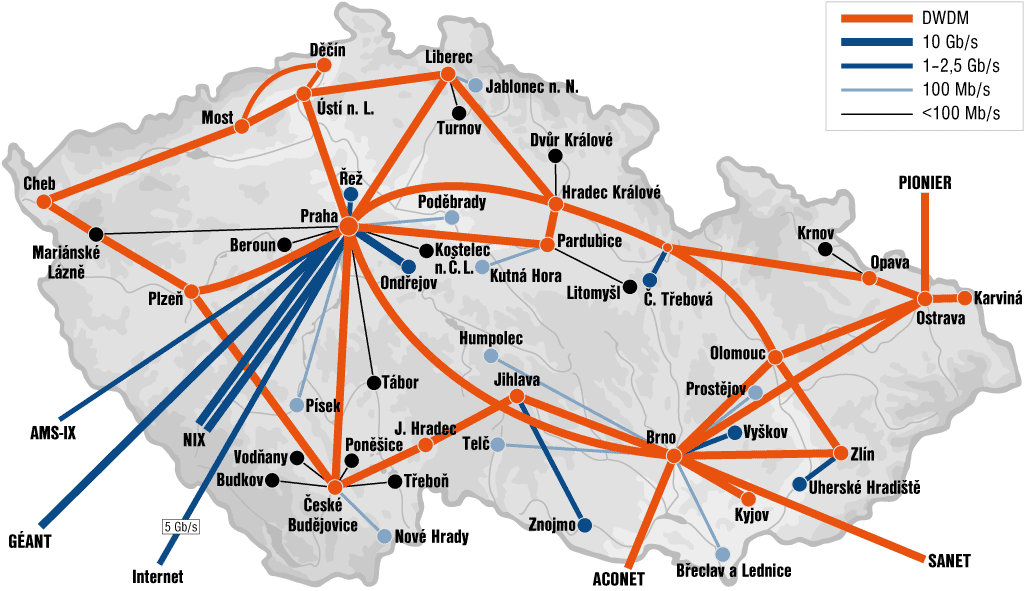 DWDM
10 Gb/s
1–2,5 Gb/s
100 Mb/s
<100 Mb/s
Děčín
Liberec
Jablonec n. N.
Ústí n. L.
Most
Turnov
Dvůr Králové
Cheb
Řež
Hradec Králové
PIONIER
Praha
Poděbrady
Mariánské
Lázně
Beroun
Kostelec
n. Č. L.
Pardubice
Krnov
Ondřejov
Kutná Hora
Opava
Plzeň
Litomyšl
Č. Třebová
Karviná
Ostrava
Humpolec
Olomouc
Jihlava
Prostějov
Tábor
Písek
AMS-IX
NIX
J. Hradec
Telč
Brno
Vyškov
Zlín
Vodňany
Poněšice
Budkov
Třeboň
Uherské Hradiště
České
Budějovice
Kyjov
GÉANT
5 Gb/s
Nové Hrady
Znojmo
Internet
ACONET
Břeclav a Lednice
SANET